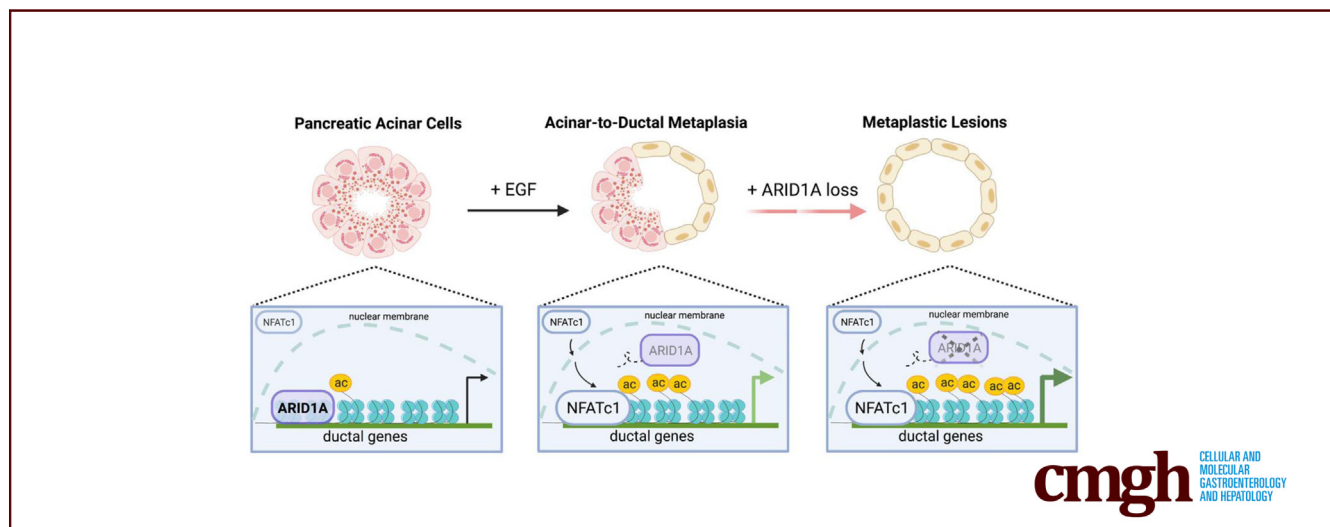 Pancreatic Acinar Cells
Acinar-to-Ductal Metaplasia
Metaplastic Lesions
+ EGF
+ ARID1A loss
NFATc1
nuclear membrane
ac
ARID1A
ductal genes
NFATc1
nuclear membrane
ARID1A
ac
ac
ac
NFATc1
ductal genes
NFATc1
nuclear membrane
ARID1A
ac
ac
ac
ac
ac
NFATc1
ductal genes
cmgh
CELLULAR AND
MOLECULAR
GASTROENTEROLOGY
AND HEPATOLOGY